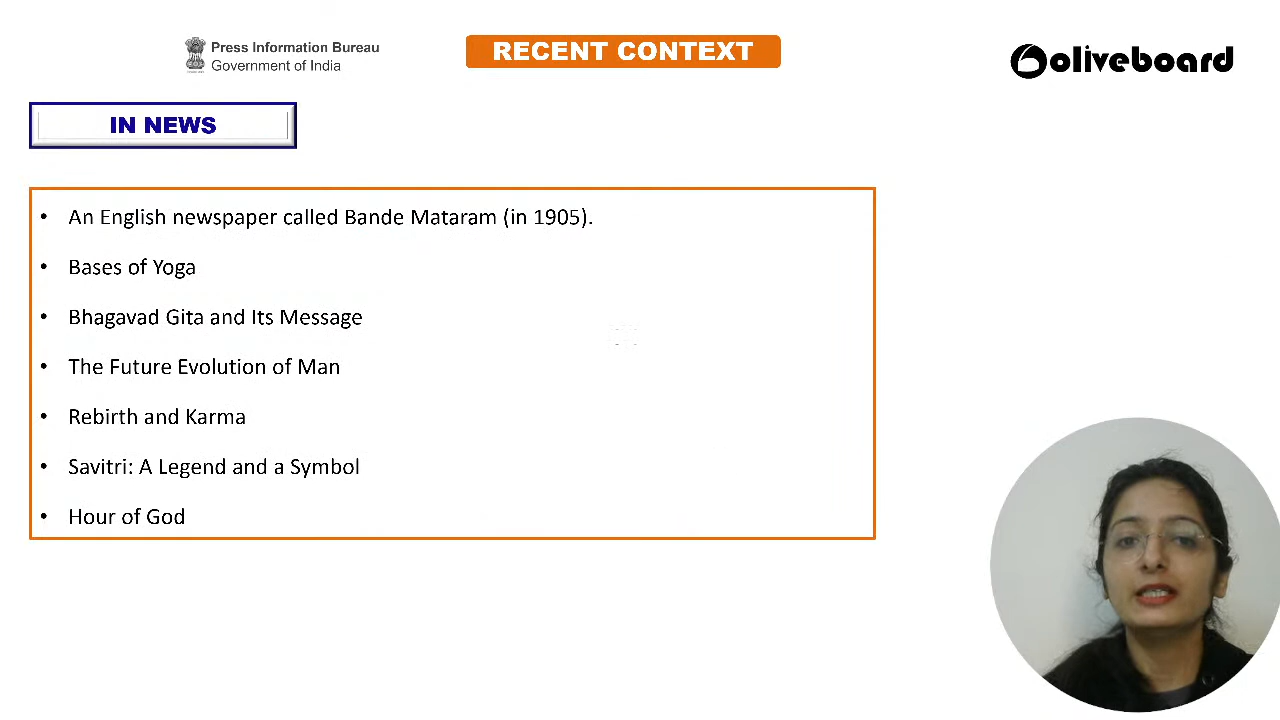 Press Information Bureau
Government of India
RECENT CONTEXT
oliveboard
IN NEWS
• An English newspaper called Bande Mataram (in 1905).
• Bases of Yoga
• Bhagavad Gita and Its Message
• The Future Evolution of Man
• Rebirth and Karma
• Savitri: A Legend and a Symbol
• Hour of God